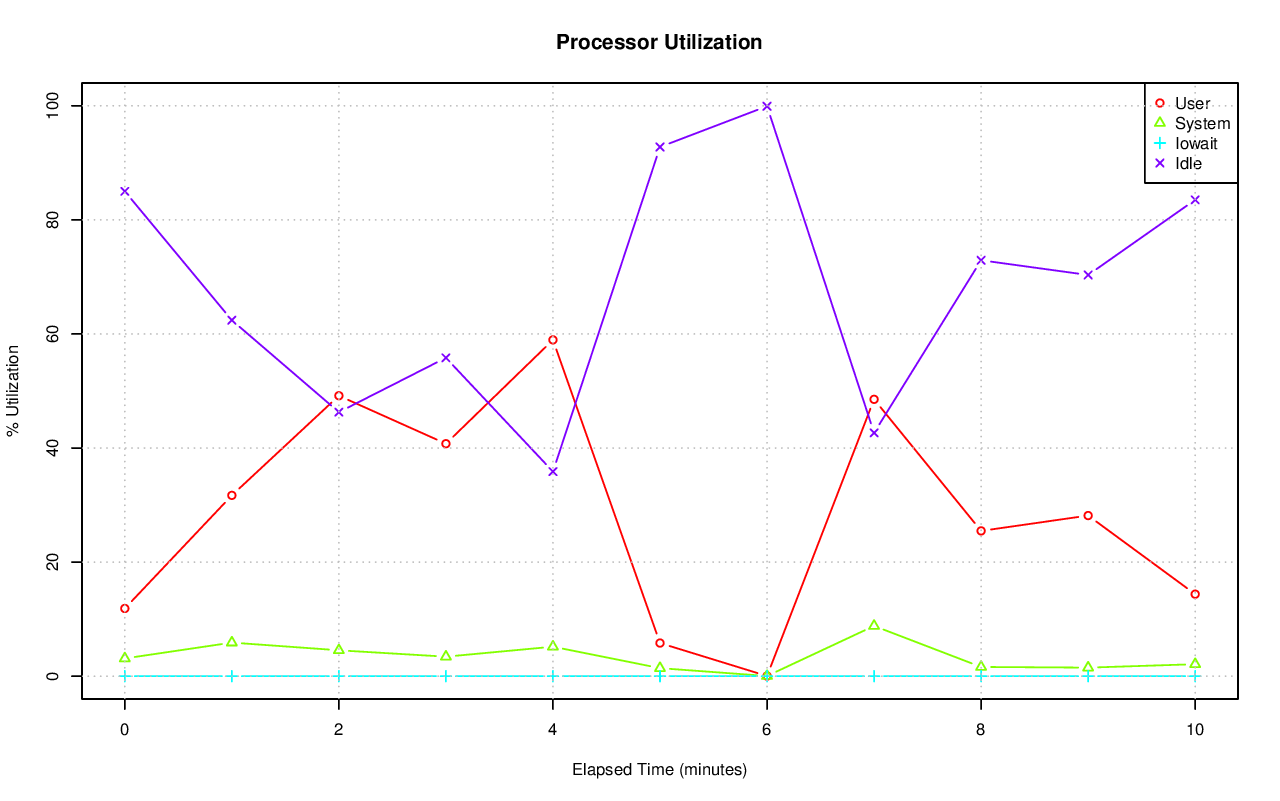 Processor Utilization
User
System
Iowait
Idle
% Utilization
100
80
60
40
20
0
0 2 4 6 8 10
Elapsed Time (minutes)